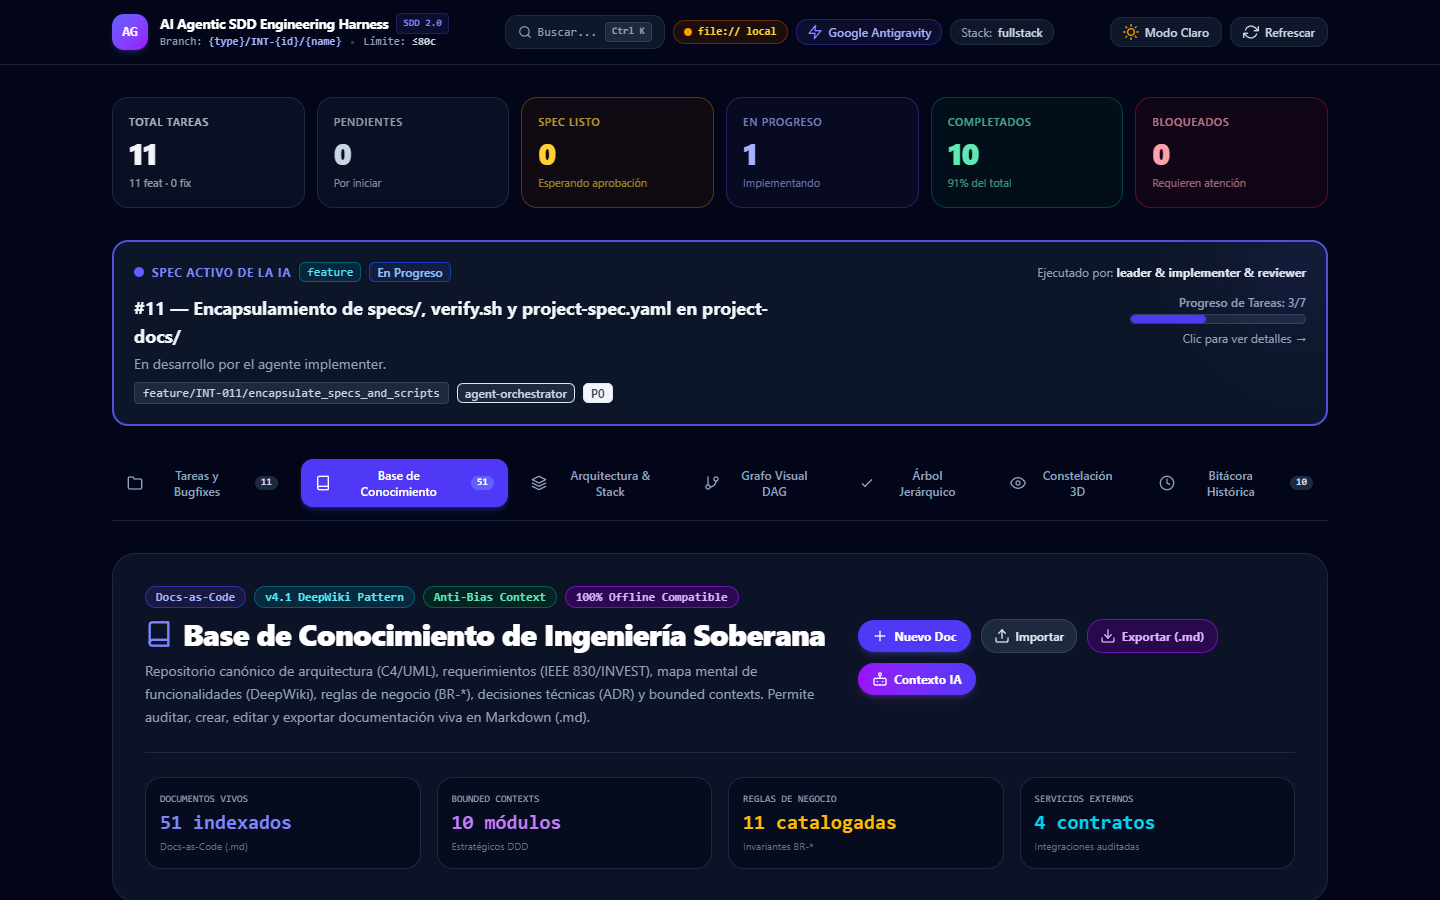 AG
AI Agentic SDD Engineering Harness
SDD 2.0
Branch: {type}/INT-{id}/{name} • Límite: ≤80c
Buscar...
Ctrl K
file:// local
Google Antigravity
Stack: fullstack
Modo Claro
Refrescar
TOTAL TAREAS
11
11 feat · 0 fix
PENDIENTES
0
Por iniciar
SPEC LISTO
0
Esperando aprobación
EN PROGRESO
1
Implementando
COMPLETADOS
10
91% del total
BLOQUEADOS
0
Requieren atención
SPEC ACTIVO DE LA IA
feature
En Progreso
Ejecutado por: leader & implementer & reviewer
#11 — Encapsulamiento de specs/, verify.sh y project-spec.yaml en project-
docs/
Progreso de Tareas: 3/7
Clic para ver detalles →
En desarrollo por el agente implementer.
feature/INT-011/encapsulate_specs_and_scripts
agent-orchestrator
P0
Tareas y
Bugfixes
11
Base de
Conocimiento
51
Arquitectura &
Stack
Grafo Visual
DAG
Árbol
Jerárquico
Constelación
3D
Bitácora
Histórica
10
Docs-as-Code
v4.1 DeepWiki Pattern
Anti-Bias Context
100% Offline Compatible
Base de Conocimiento de Ingeniería Soberana
Repositorio canónico de arquitectura (C4/UML), requerimientos (IEEE 830/INVEST), mapa mental de
funcionalidades (DeepWiki), reglas de negocio (BR-*), decisiones técnicas (ADR) y bounded contexts. Permite
auditar, crear, editar y exportar documentación viva en Markdown (.md).
Nuevo Doc
Importar
Exportar (.md)
Contexto IA
DOCUMENTOS VIVOS
51 indexados
Docs-as-Code (.md)
BOUNDED CONTEXTS
10 módulos
Estratégicos DDD
REGLAS DE NEGOCIO
11 catalogadas
Invariantes BR-*
SERVICIOS EXTERNOS
4 contratos
Integraciones auditadas